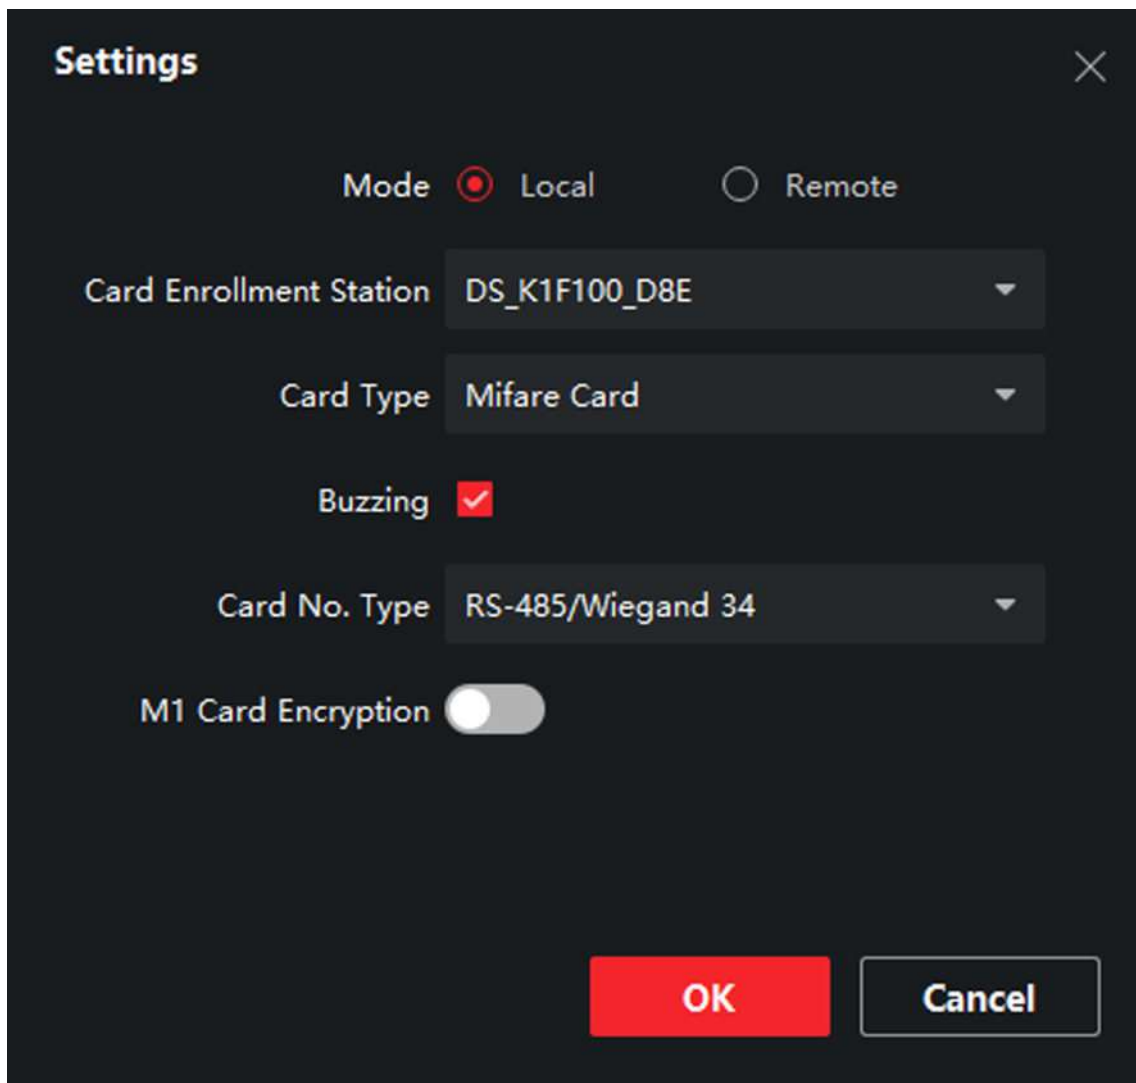 Settings
Mode Local Remote
Card Enrollment Station DS_K1F100_D8E
Card Type Mifare Card
Buzzing
Card No. Type RS-485/Wiegand 34
M1 Card Encryption
OK Cancel